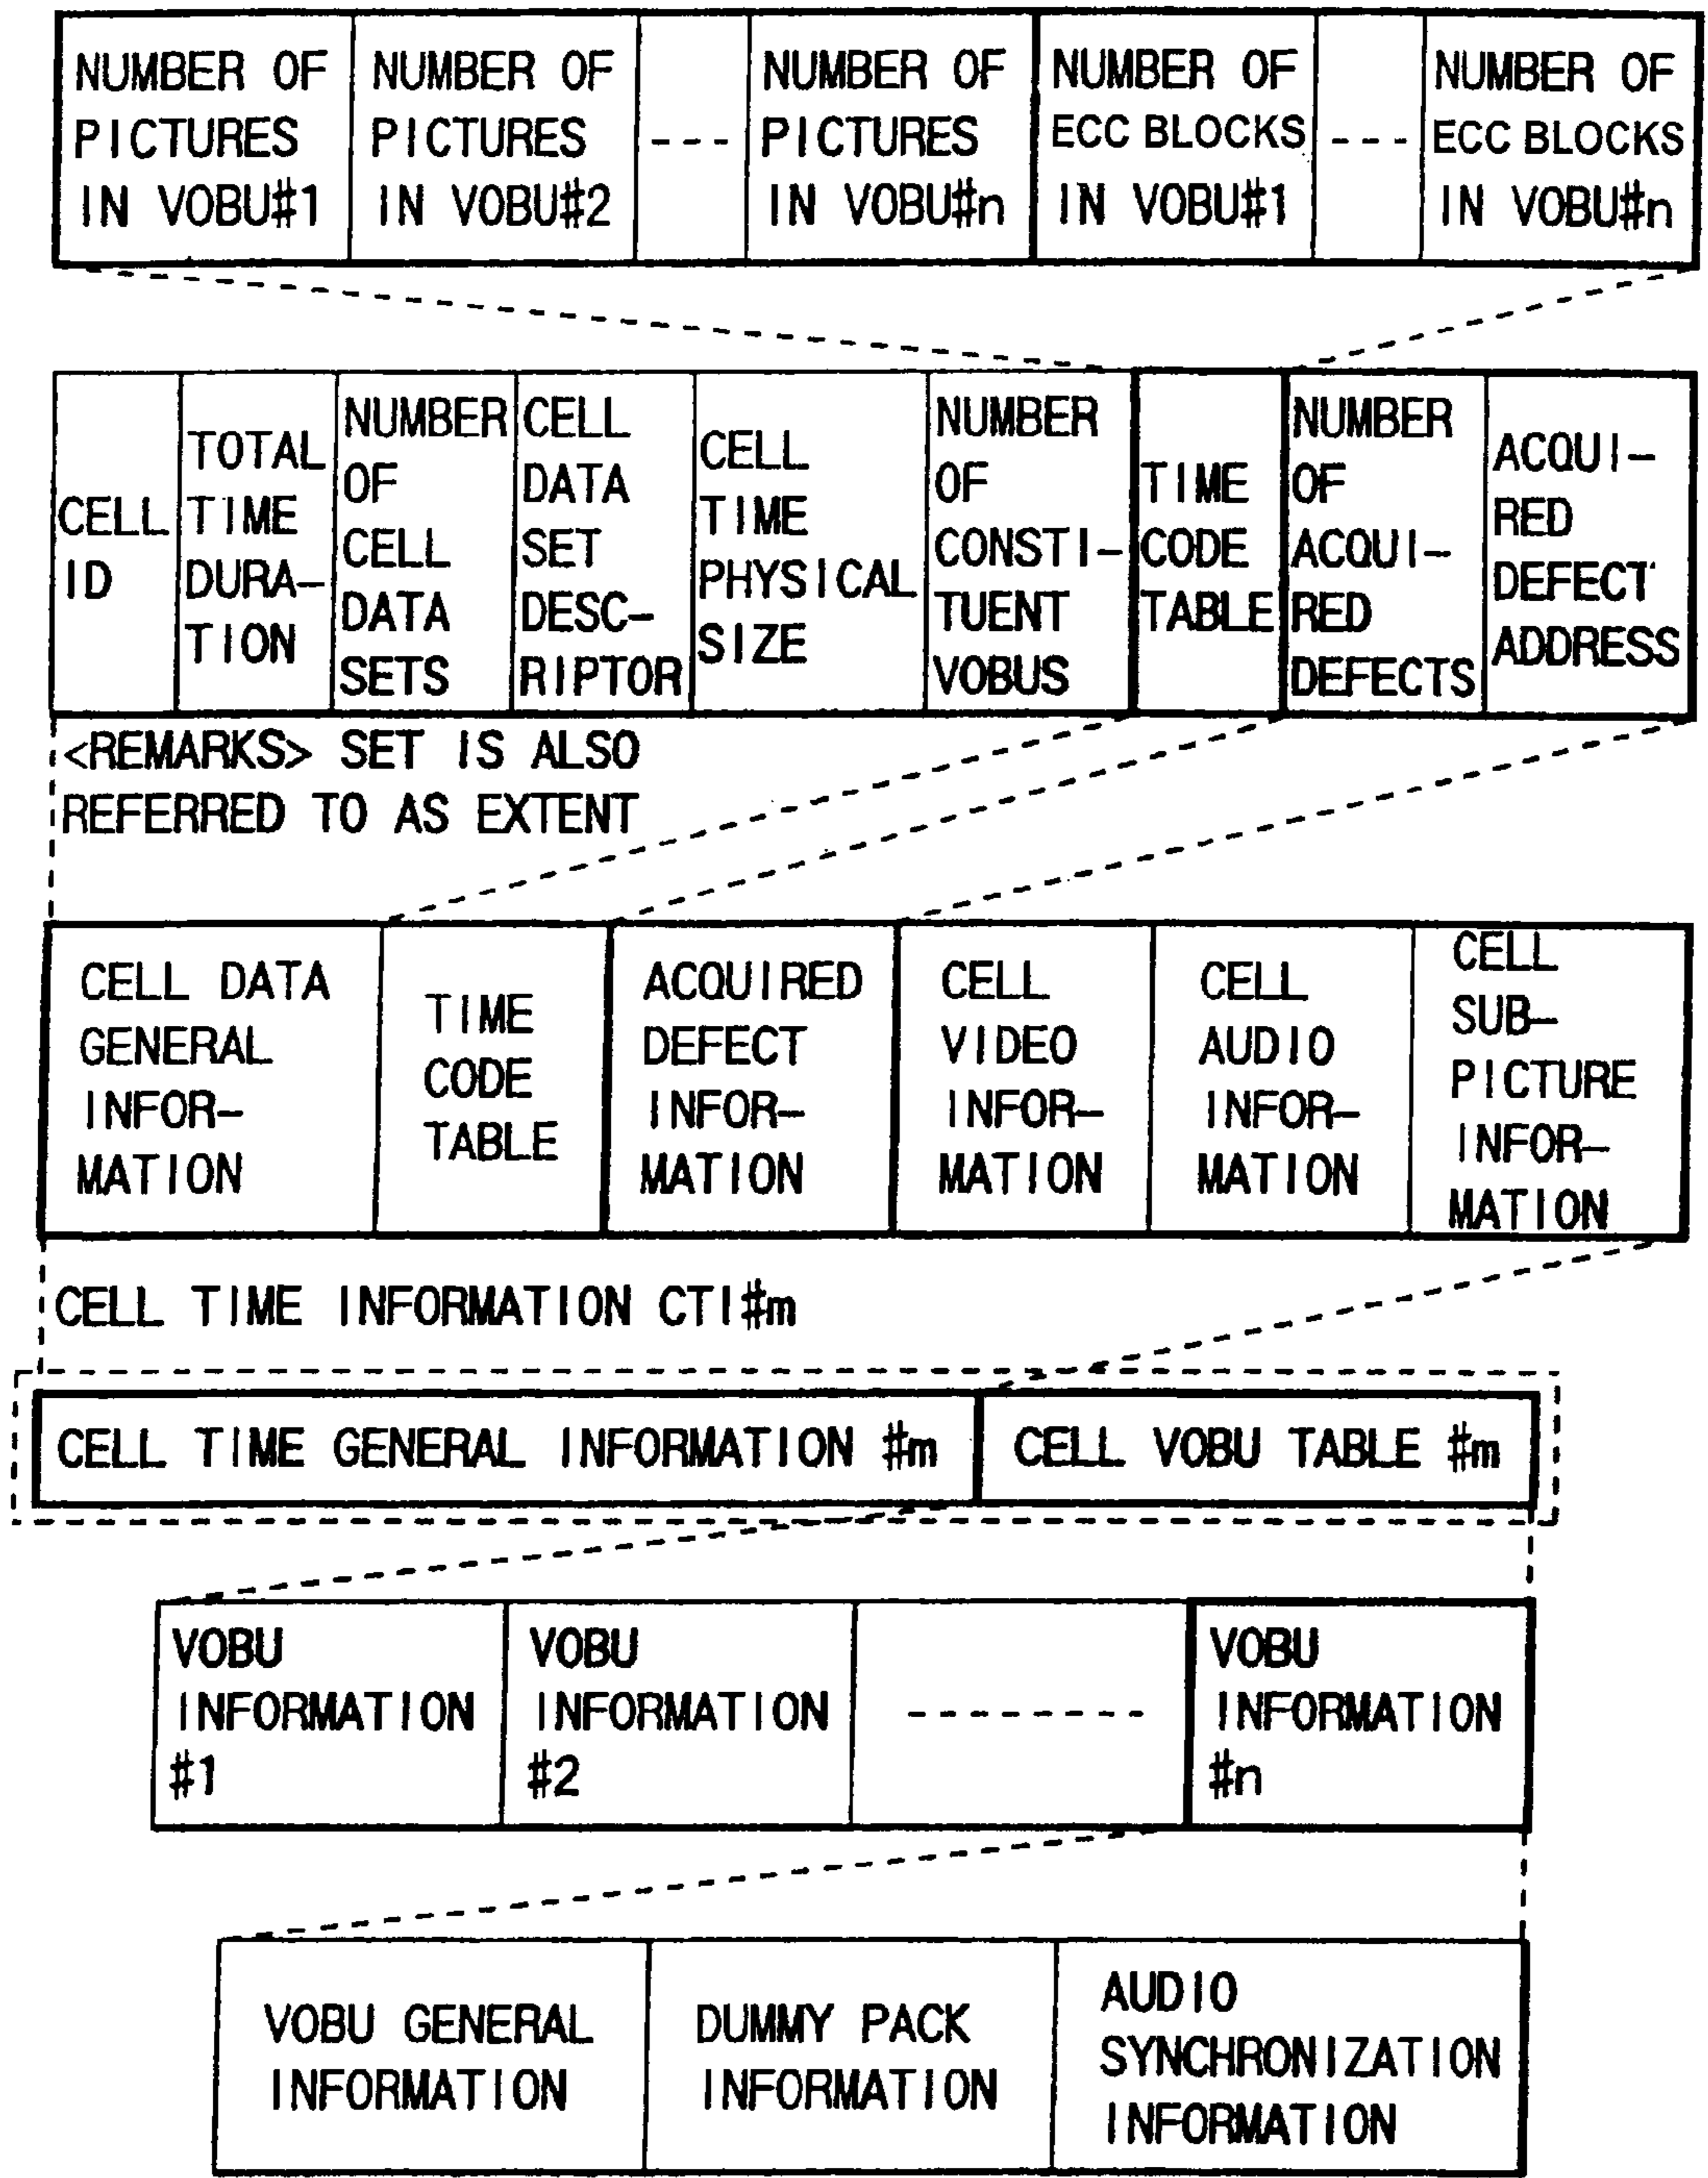 NUMBER OF
PICTURES
IN VOBU#1
NUMBER OF
PICTURES
IN VOBU#2
NUMBER OF
PICTURES
IN VOBU#n
NUMBER OF
ECC BLOCKS
IN VOBU#1
NUMBER OF
ECC BLOCKS
IN VOBU#n
CELL
ID
TOTAL
TIME
DURA-
TION
NUMBER
OF
CELL
DATA
SETS
CELL
DATA
SET
DESC-
RIPTOR
CELL
TIME
PHYSICAL
SIZE
NUMBER
OF
CONSTI-
TUENT
VOBUS
TIME
CODE
TABLE
NUMBER
OF
ACQUI-
RED
DEFECTS
ACQUI-
RED
DEFECT
ADDRESS
<REMARKS> SET IS ALSO
REFERRED TO AS EXTENT
CELL DATA
GENERAL
INFOR-
MATION
TIME
CODE
TABLE
ACQUIRED
DEFECT
INFOR-
MATION
CELL
VIDEO
INFOR-
MATION
CELL
AUDIO
INFOR-
MATION
CELL
SUB-
PICTURE
INFOR-
MATION
CELL TIME INFORMATION CTI#m
CELL TIME GENERAL INFORMATION #m
CELL VOBU TABLE #m
VOBU
INFORMATION
#1
VOBU
INFORMATION
#2
VOBU
INFORMATION
#n
VOBU GENERAL
INFORMATION
DUMMY PACK
INFORMATION
AUDIO
SYNCHRONIZATION
INFORMATION